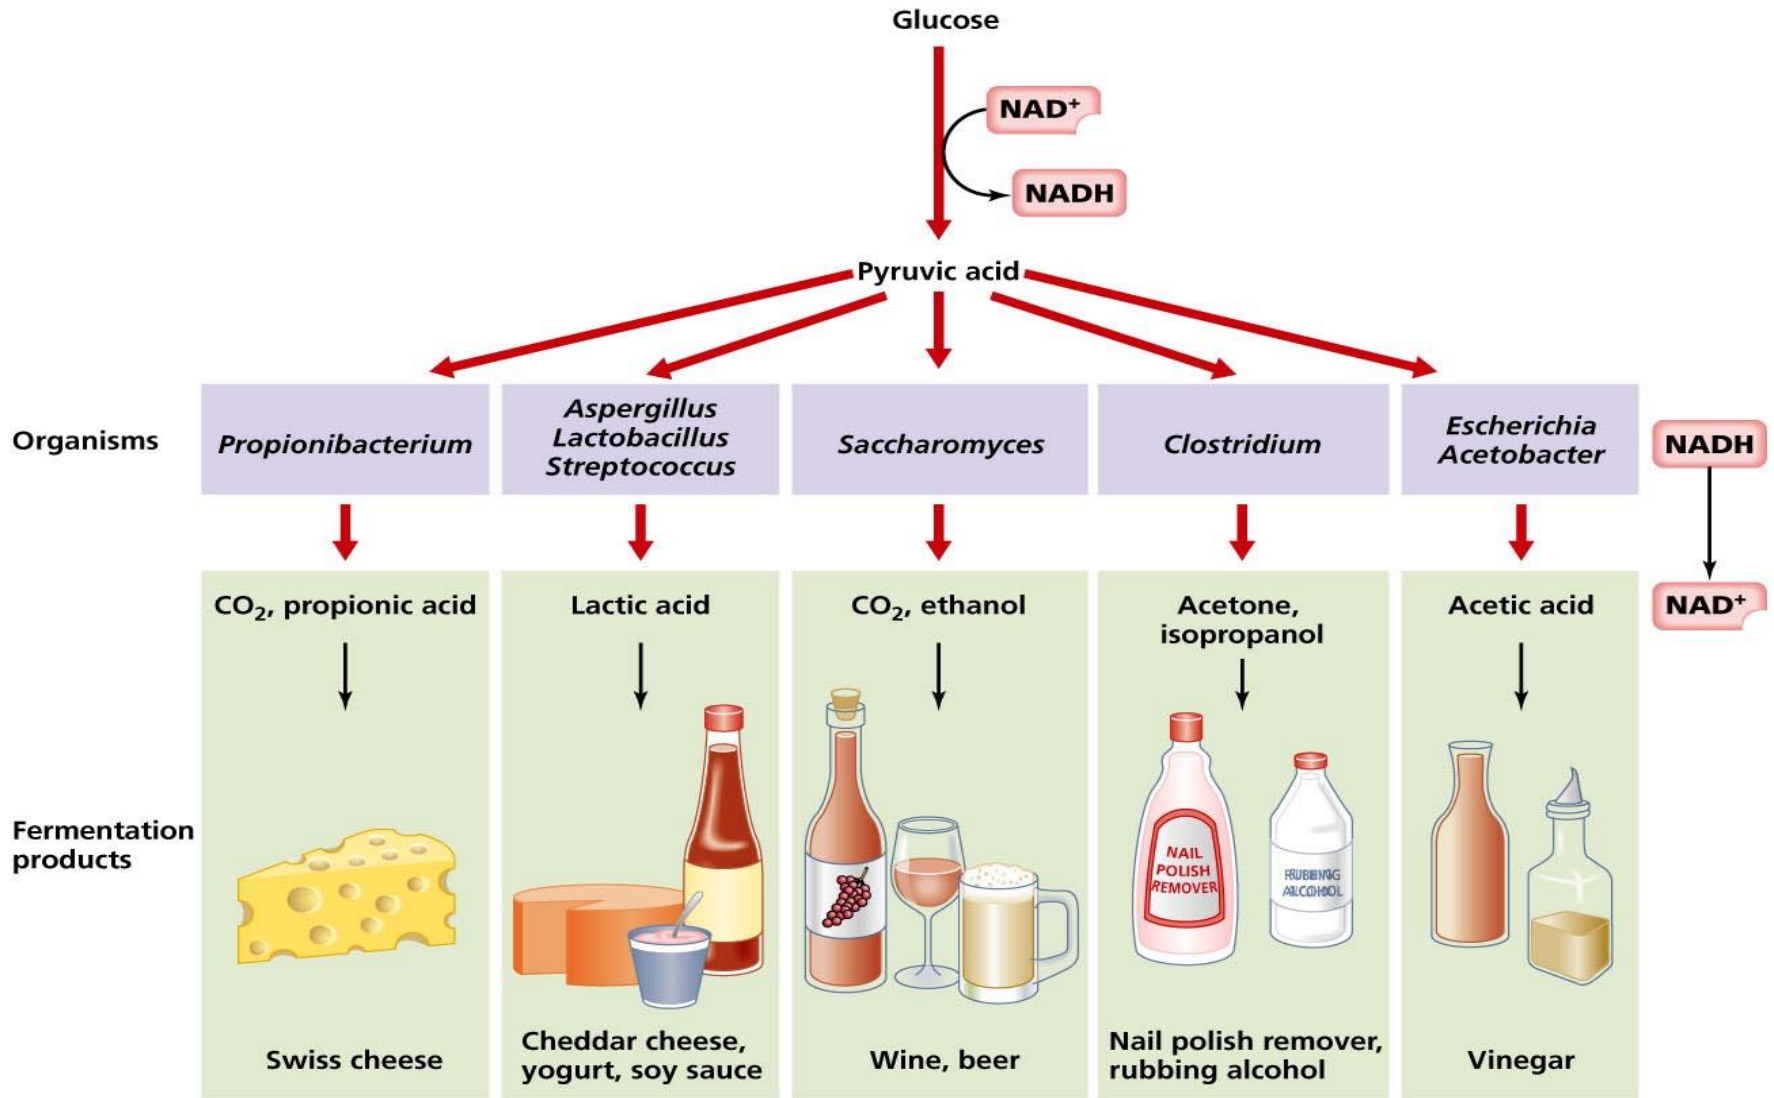 Glucose
NAD⁺
NADH
Pyruvic acid
Organisms
Propionibacterium
Aspergillus
Lactobacillus
Streptococcus
Saccharomyces
Clostridium
Escherichia
Acetobacter
NADH
NAD⁺
Fermentation
products
CO₂, propionic acid
Swiss cheese
Lactic acid
Cheddar cheese,
yogurt, soy sauce
CO₂, ethanol
Wine, beer
Acetone,
isopropanol
NAIL
POLISH
REMOVER
RUBBING
ALCOHOL
Nail polish remover,
rubbing alcohol
Acetic acid
Vinegar